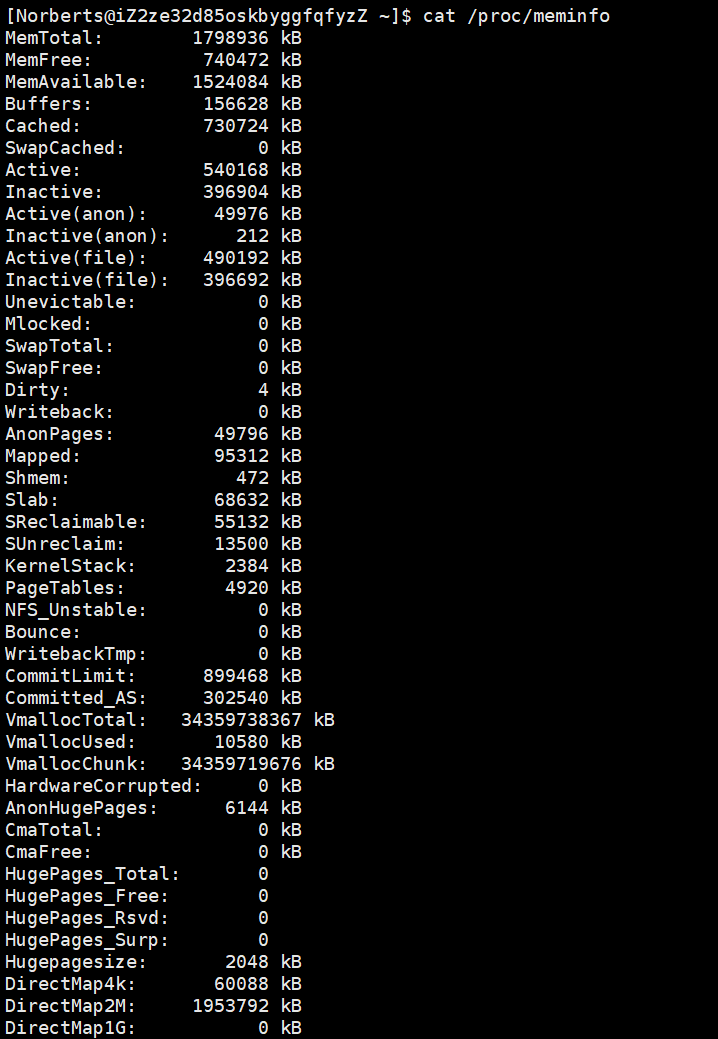 [Norberts@iZ2ze32d85oskbyggfqfyzZ ~]$ cat /proc/meminfo
MemTotal:        1798936 kB
MemFree:          740472 kB
MemAvailable:    1524084 kB
Buffers:          156628 kB
Cached:           730724 kB
SwapCached:            0 kB
Active:           540168 kB
Inactive:         396904 kB
Active(anon):      49976 kB
Inactive(anon):      212 kB
Active(file):     490192 kB
Inactive(file):   396692 kB
Unevictable:           0 kB
Mlocked:               0 kB
SwapTotal:             0 kB
SwapFree:              0 kB
Dirty:                 4 kB
Writeback:             0 kB
AnonPages:         49796 kB
Mapped:            95312 kB
Shmem:               472 kB
Slab:              68632 kB
SReclaimable:      55132 kB
SUnreclaim:        13500 kB
KernelStack:        2384 kB
PageTables:         4920 kB
NFS_Unstable:          0 kB
Bounce:                0 kB
WritebackTmp:          0 kB
CommitLimit:      899468 kB
Committed_AS:     302540 kB
VmallocTotal:   34359738367 kB
VmallocUsed:       10580 kB
VmallocChunk:   34359719676 kB
HardwareCorrupted:     0 kB
AnonHugePages:      6144 kB
CmaTotal:              0 kB
CmaFree:               0 kB
HugePages_Total:       0
HugePages_Free:        0
HugePages_Rsvd:        0
HugePages_Surp:        0
Hugepagesize:       2048 kB
DirectMap4k:       60088 kB
DirectMap2M:     1953792 kB
DirectMap1G:           0 kB